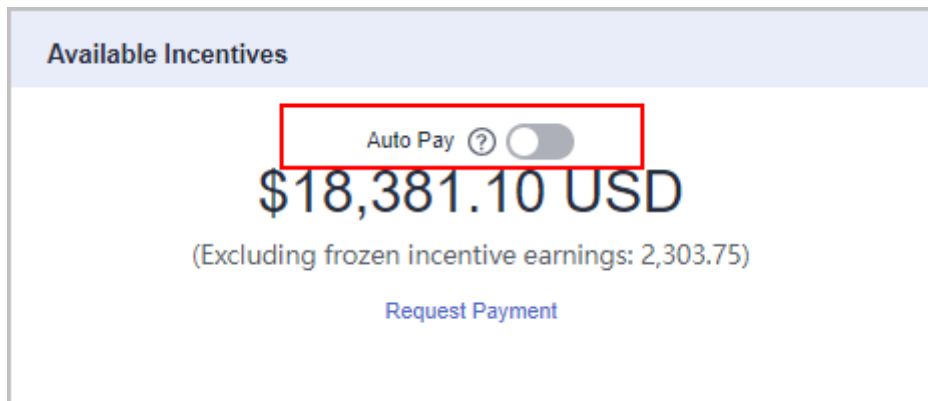 Available Incentives
Auto Pay ?
$18,381.10 USD
(Excluding frozen incentive earnings: 2,303.75)
Request Payment